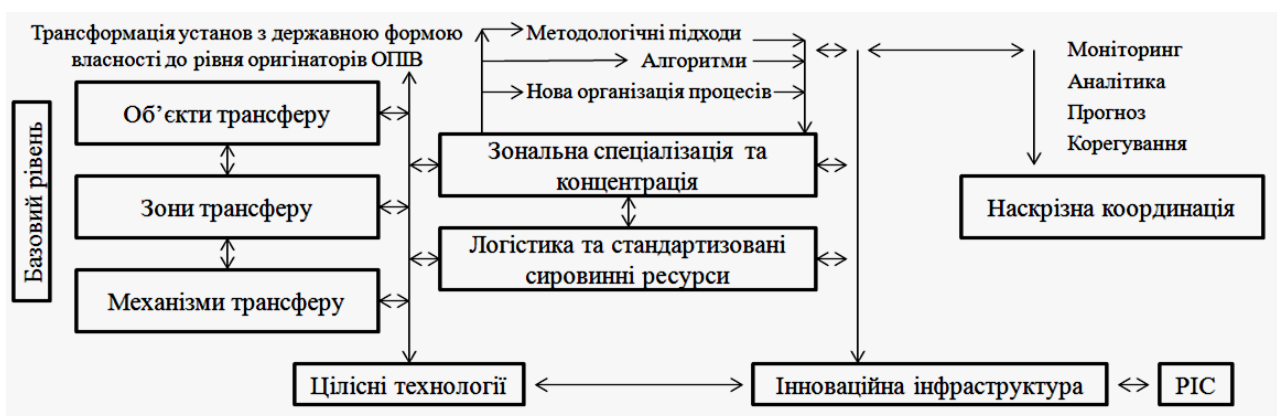 Трансформація установ з державною формою
власності до рівня оригінаторів ОПІВ
Методологічні підходи
Алгоритми
Нова організація процесів
Моніторинг
Аналітика
Прогноз
Корегування
Базовий рівень
Об’єкти трансферу
Зони трансферу
Механізми трансферу
Зональна спеціалізація та
концентрація
Логістика та стандартизовані
сировинні ресурси
Наскрізна координація
Цілісні технології
Інноваційна інфраструктура
РІС